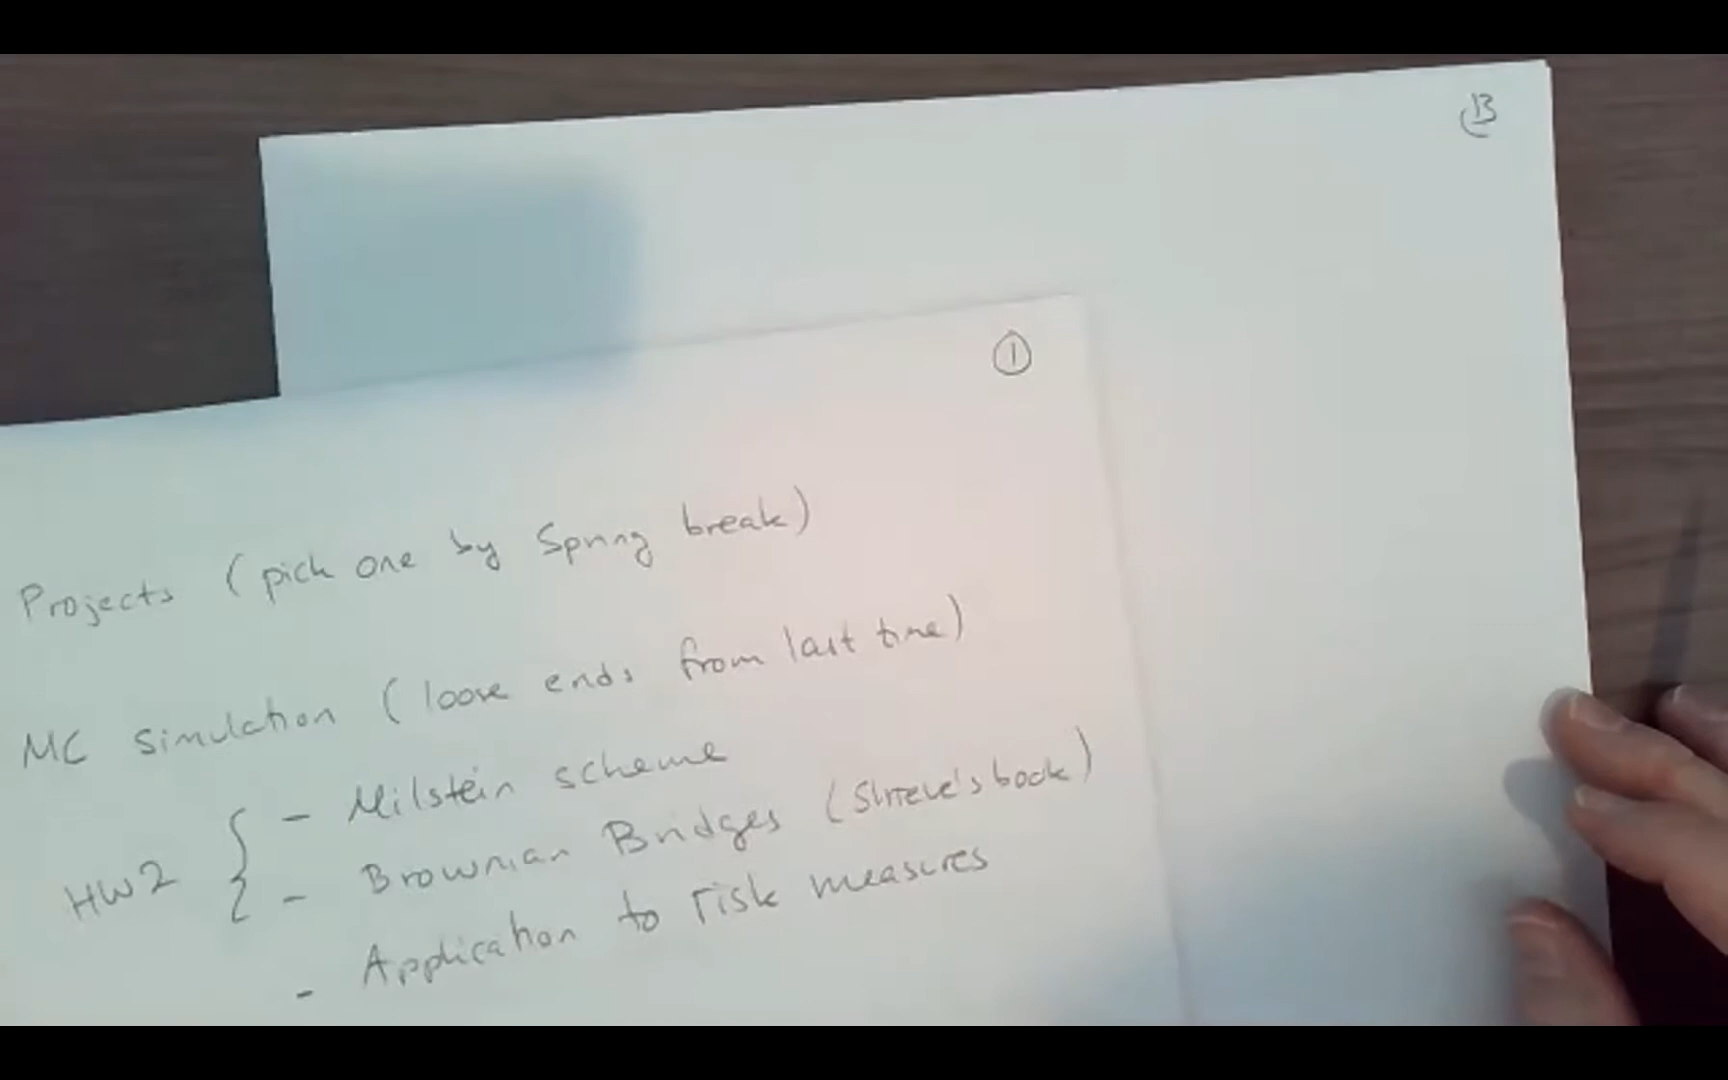 13
1
Projects (pick one by Spring break)
MC simulation (loose ends from last time)
HW2 { - Milstein scheme
- Brownian Bridges (Shreve's book)
- Application to risk measures